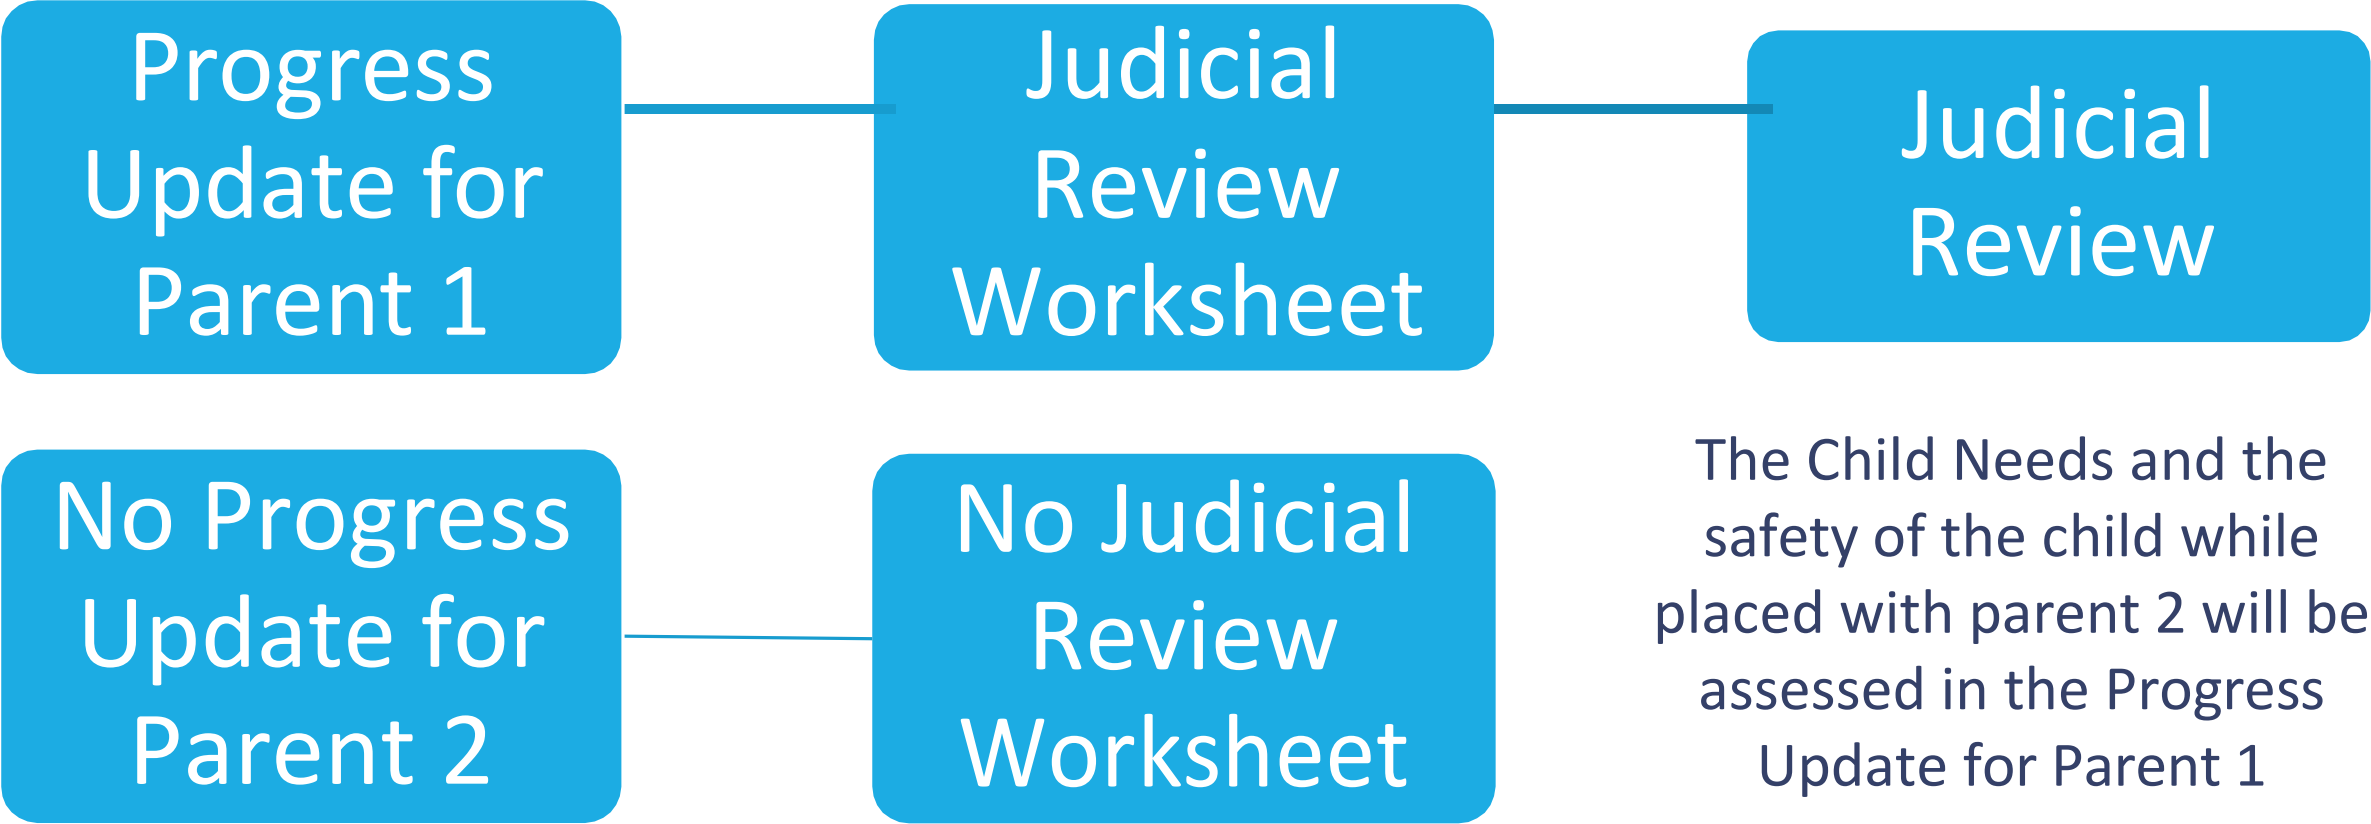 Progress
Update for
Parent 1
Judicial
Review
Worksheet
Judicial
Review
No Progress
Update for
Parent 2
No Judicial
Review
Worksheet
The Child Needs and the
safety of the child while
placed with parent 2 will be
assessed in the Progress
Update for Parent 1